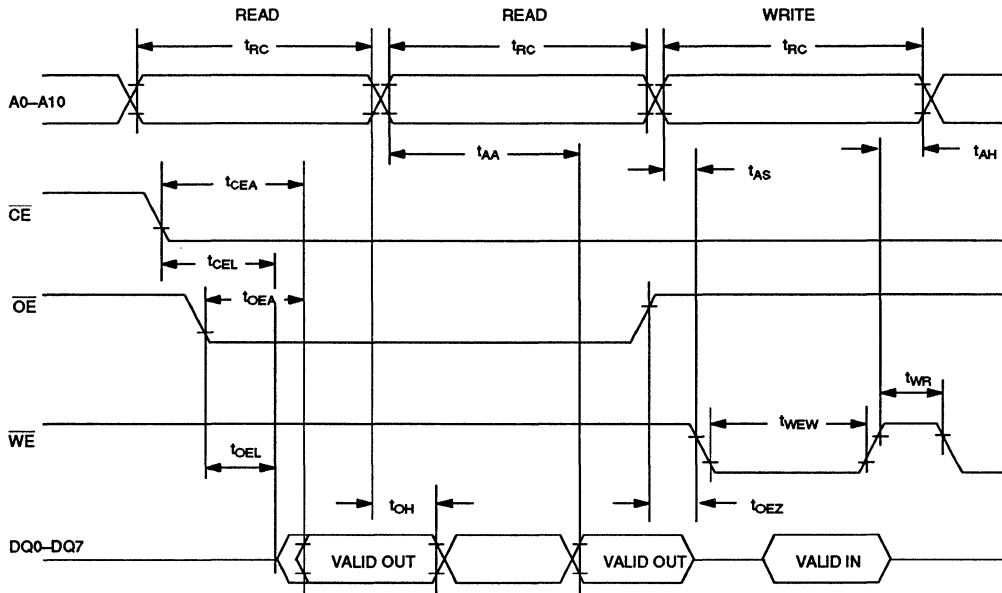 READ READ WRITE
tRC tRC tRC
A0–A10
tAA tAH
tAS
tCEA
CE
tCEL
OE tOEA
tWR
WE tWEW
tOEL
tOH tOEZ
DQ0–DQ7
VALID OUT VALID OUT VALID IN